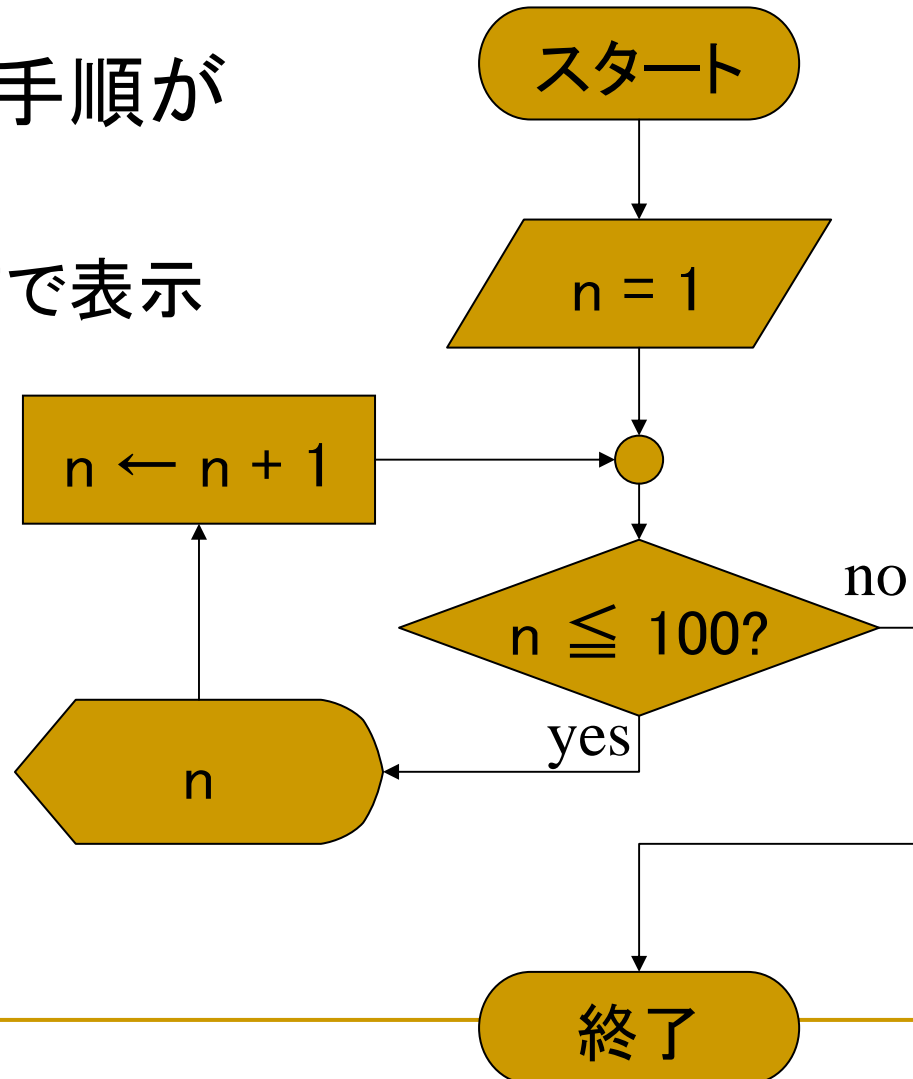 手順が
で表示
スタート
n = 1
n ← n + 1
n ≦ 100?
no
yes
n
終了